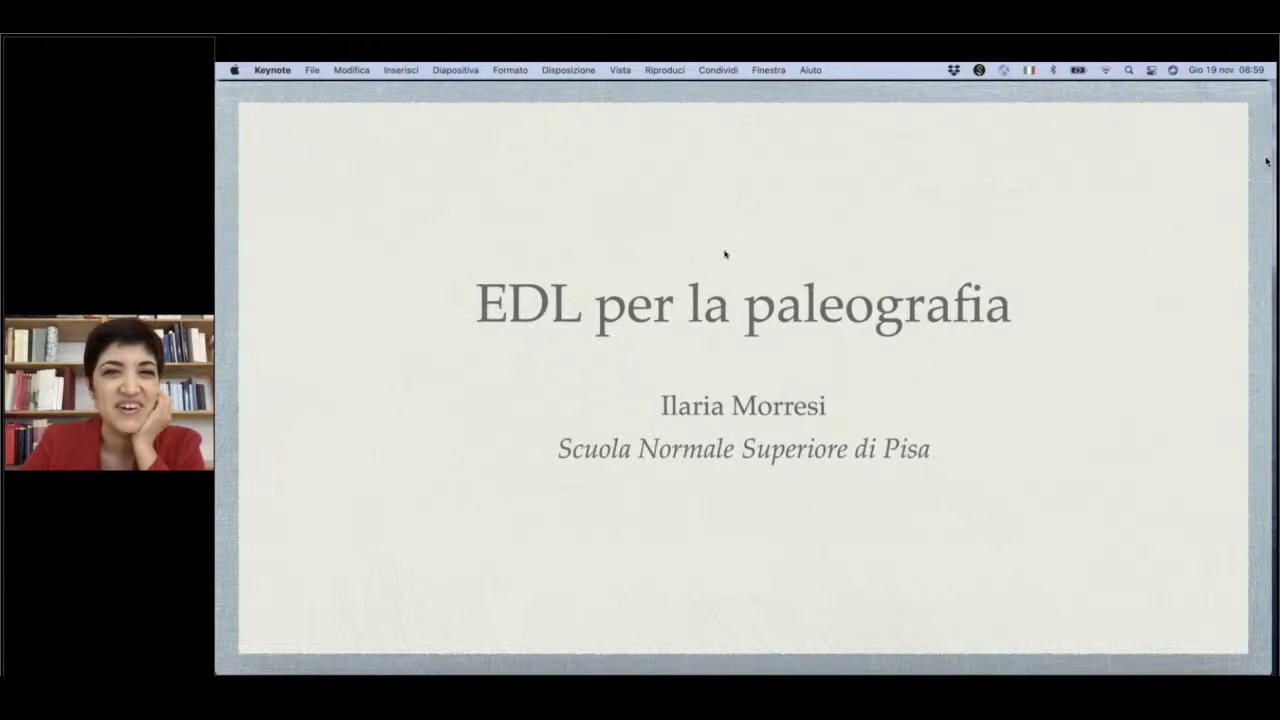 Keynote File Modifica Inserisci Diapositiva Formato Disposizione Vista Riproduci Condividi Finestra Aiuto Gio 19 nov 08:59
EDL per la paleografia
Ilaria Morresi
Scuola Normale Superiore di Pisa